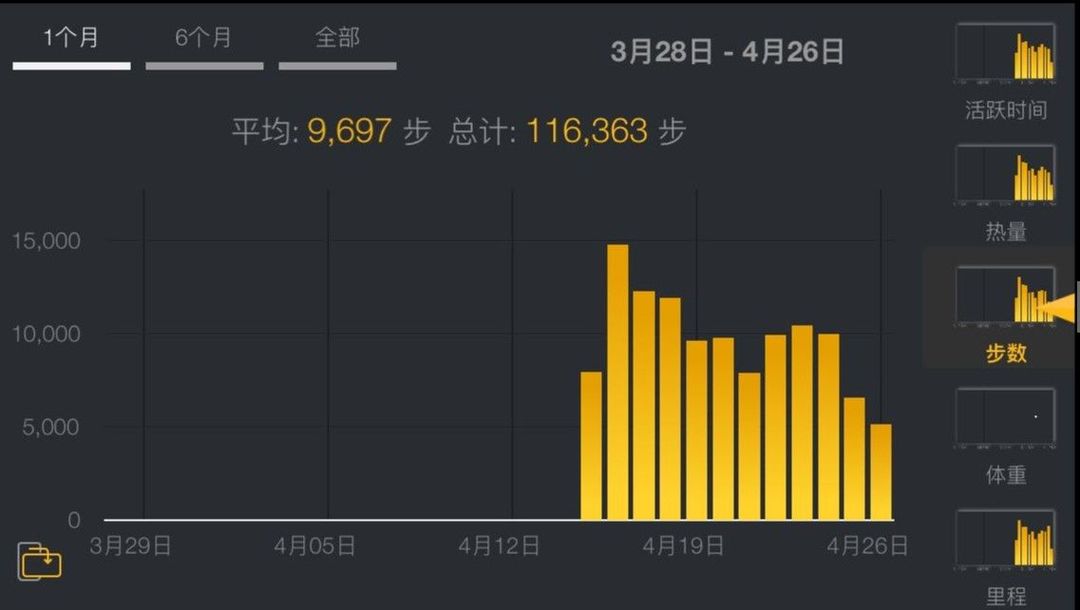 1个月 6个月 全部
3月28日 - 4月26日
平均: 9,697 步 总计: 116,363 步
15,000
10,000
5,000
0
3月29日 4月05日 4月12日 4月19日 4月26日
活跃时间
热量
步数
体重
里程